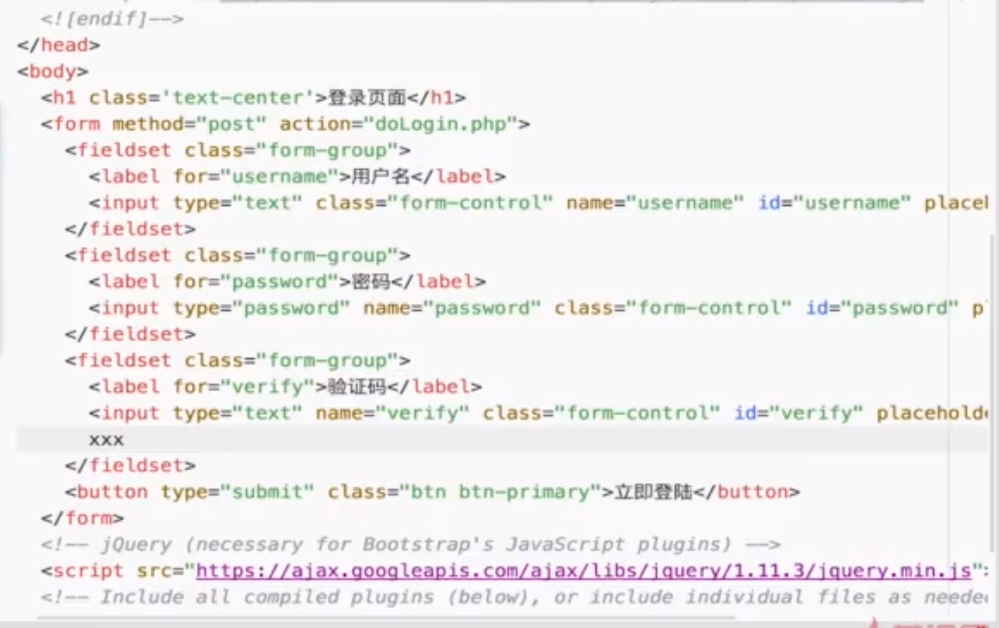 <![endif]-->
</head>
<body>
<h1 class='text-center'>登录页面</h1>
<form method="post" action="doLogin.php">
<fieldset class="form-group">
<label for="username">用户名</label>
<input type="text" class="form-control" name="username" id="username" placeh
</fieldset>
<fieldset class="form-group">
<label for="password">密码</label>
<input type="password" name="password" class="form-control" id="password" pl
</fieldset>
<fieldset class="form-group">
<label for="verify">验证码</label>
<input type="text" name="verify" class="form-control" id="verify" placeholde
xxx
</fieldset>
<button type="submit" class="btn btn-primary">立即登陆</button>
</form>
<!-- jQuery (necessary for Bootstrap's JavaScript plugins) -->
<script src="https://ajax.googleapis.com/ajax/libs/jquery/1.11.3/jquery.min.js">
<!-- Include all compiled plugins (below), or include individual files as neede